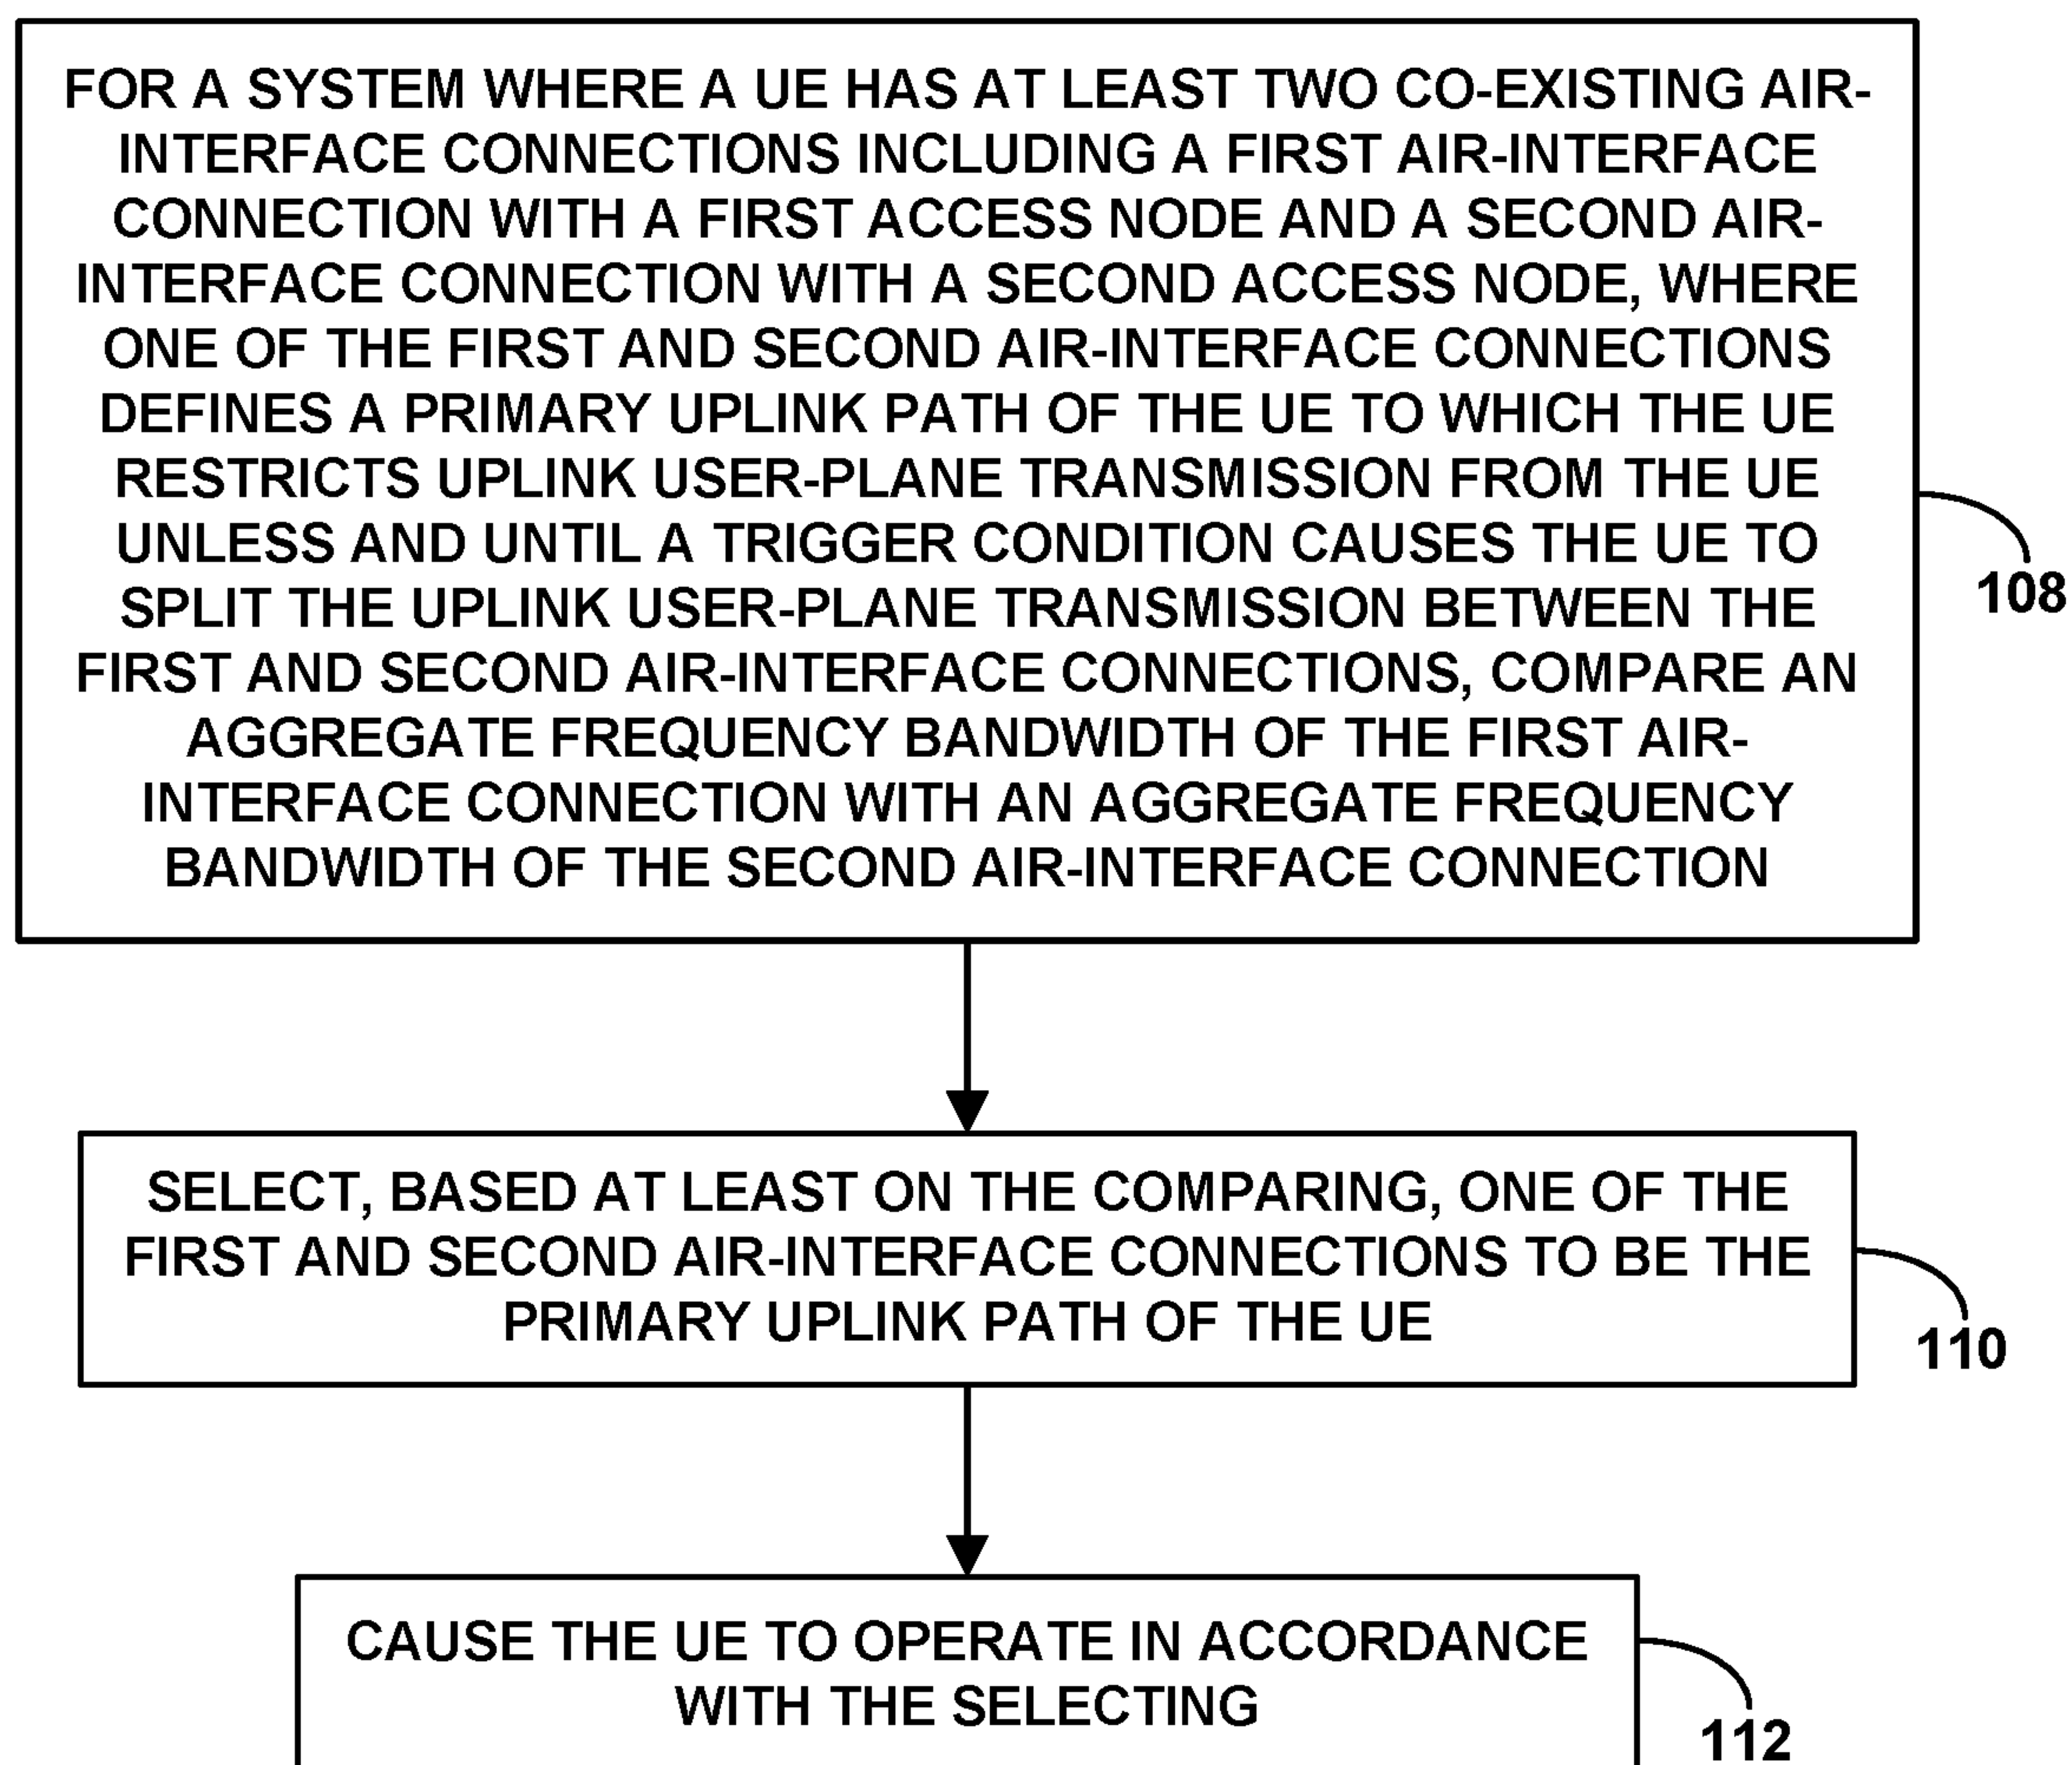 FOR A SYSTEM WHERE A UE HAS AT LEAST TWO CO-EXISTING AIR-
INTERFACE CONNECTIONS INCLUDING A FIRST AIR-INTERFACE
CONNECTION WITH A FIRST ACCESS NODE AND A SECOND AIR-
INTERFACE CONNECTION WITH A SECOND ACCESS NODE, WHERE
ONE OF THE FIRST AND SECOND AIR-INTERFACE CONNECTIONS
DEFINES A PRIMARY UPLINK PATH OF THE UE TO WHICH THE UE
RESTRICTS UPLINK USER-PLANE TRANSMISSION FROM THE UE
UNLESS AND UNTIL A TRIGGER CONDITION CAUSES THE UE TO
SPLIT THE UPLINK USER-PLANE TRANSMISSION BETWEEN THE
FIRST AND SECOND AIR-INTERFACE CONNECTIONS, COMPARE AN
AGGREGATE FREQUENCY BANDWIDTH OF THE FIRST AIR-
INTERFACE CONNECTION WITH AN AGGREGATE FREQUENCY
BANDWIDTH OF THE SECOND AIR-INTERFACE CONNECTION
108
SELECT, BASED AT LEAST ON THE COMPARING, ONE OF THE
FIRST AND SECOND AIR-INTERFACE CONNECTIONS TO BE THE
PRIMARY UPLINK PATH OF THE UE
110
CAUSE THE UE TO OPERATE IN ACCORDANCE
WITH THE SELECTING
112